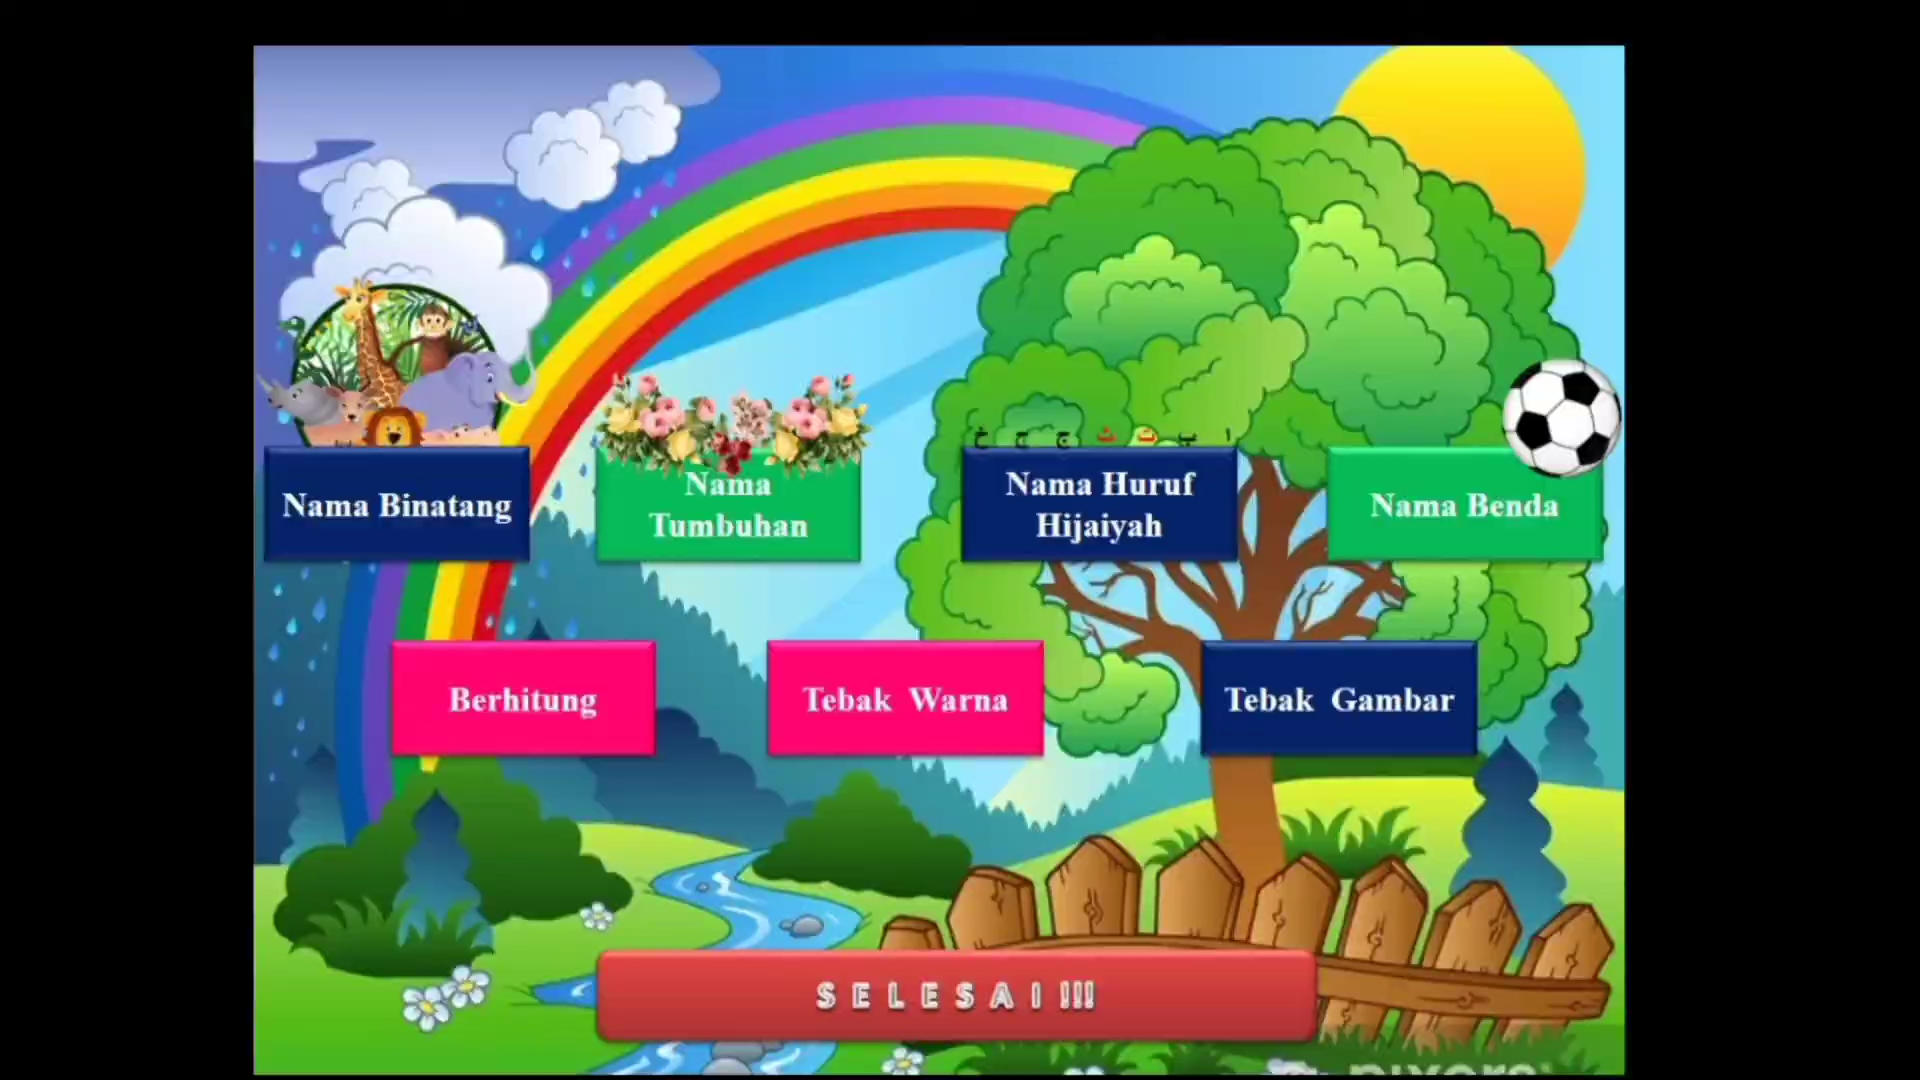 Nama Binatang
Nama
Tumbuhan
ا ب ت ث ج ح خ
Nama Huruf
Hijaiyah
Nama Benda
Berhitung
Tebak Warna
Tebak Gambar
S E L E S A I !!!